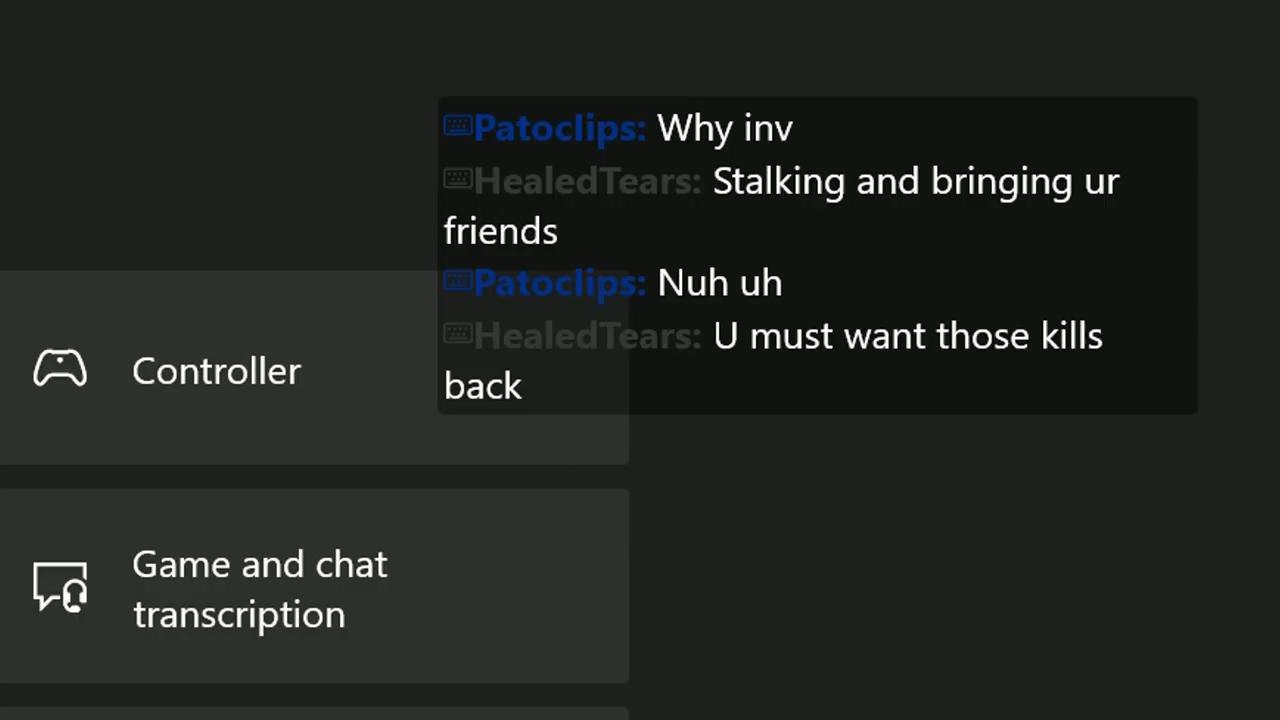 Patoclips: Why inv
HealedTears: Stalking and bringing ur
friends
Patoclips: Nuh uh
HealedTears: U must want those kills
back
Controller
Game and chat
transcription